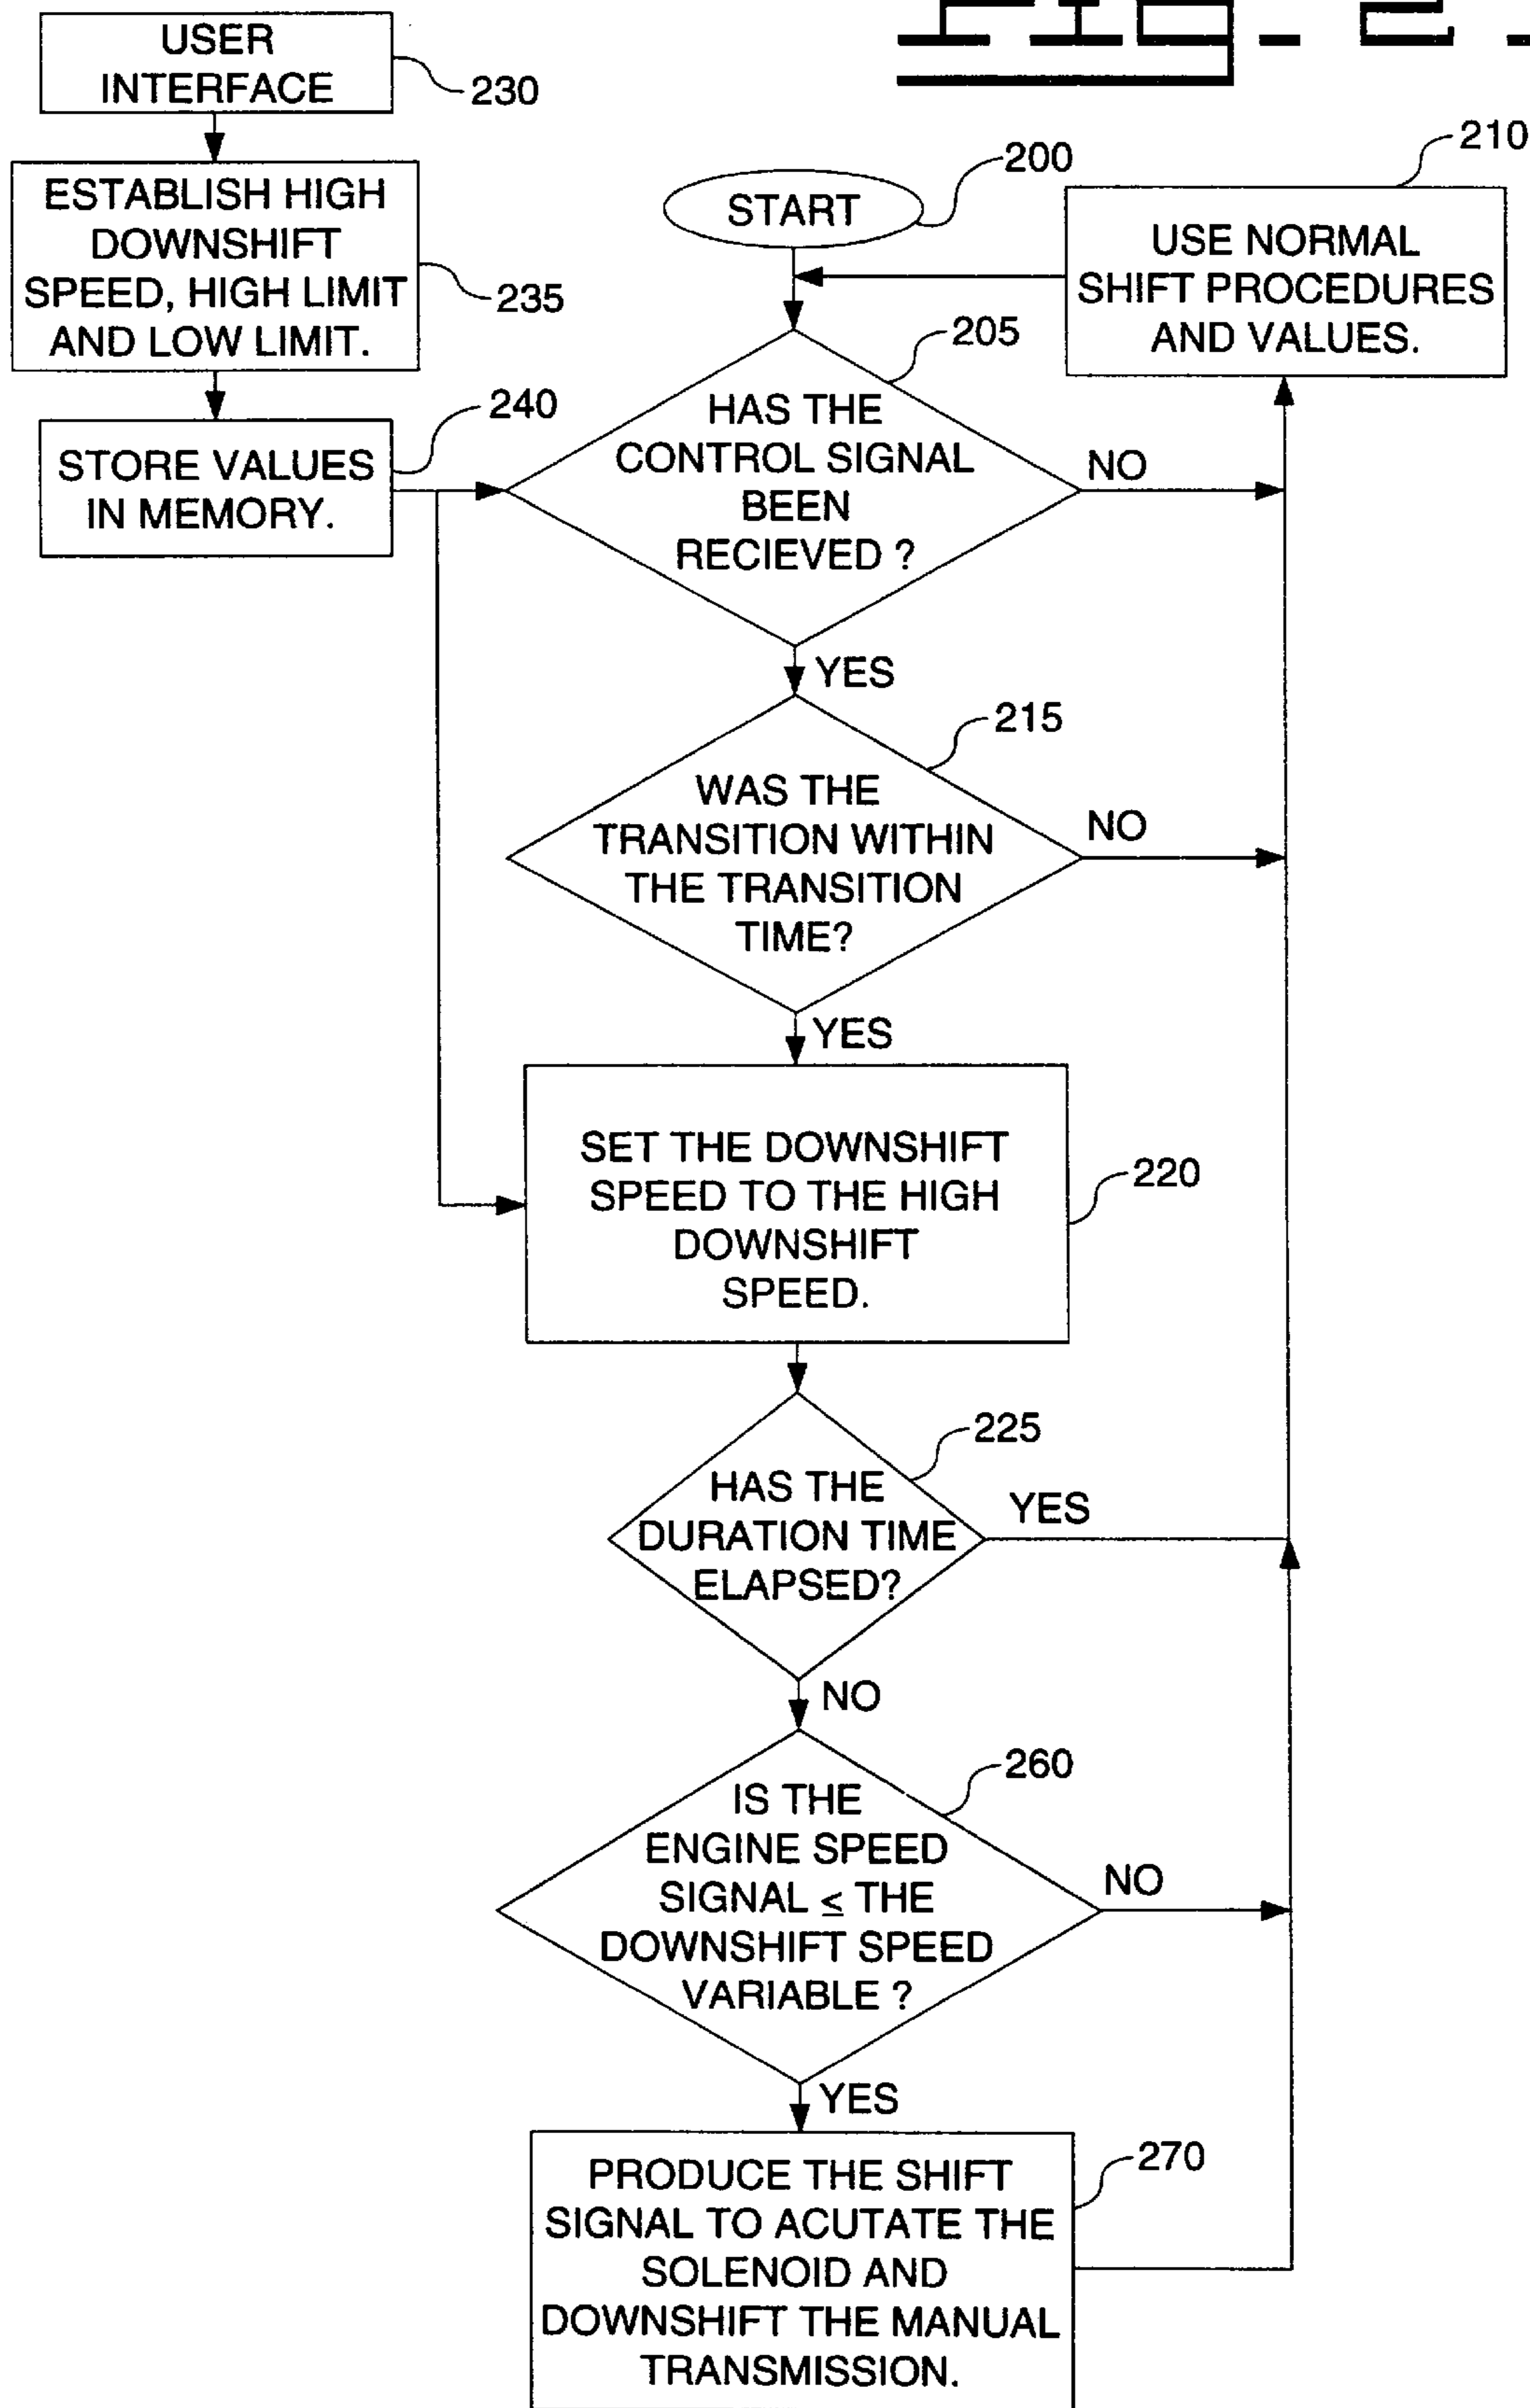 FIG. 2.
USER
INTERFACE
230
ESTABLISH HIGH
DOWNSHIFT
SPEED, HIGH LIMIT
AND LOW LIMIT.
235
STORE VALUES
IN MEMORY.
240
START
200
USE NORMAL
SHIFT PROCEDURES
AND VALUES.
210
HAS THE
CONTROL SIGNAL
BEEN
RECIEVED ?
205
NO
YES
WAS THE
TRANSITION WITHIN
THE TRANSITION
TIME?
215
NO
YES
SET THE DOWNSHIFT
SPEED TO THE HIGH
DOWNSHIFT
SPEED.
220
HAS THE
DURATION TIME
ELAPSED?
225
YES
NO
IS THE
ENGINE SPEED
SIGNAL ≤ THE
DOWNSHIFT SPEED
VARIABLE ?
260
NO
YES
PRODUCE THE SHIFT
SIGNAL TO ACUTATE THE
SOLENOID AND
DOWNSHIFT THE MANUAL
TRANSMISSION.
270